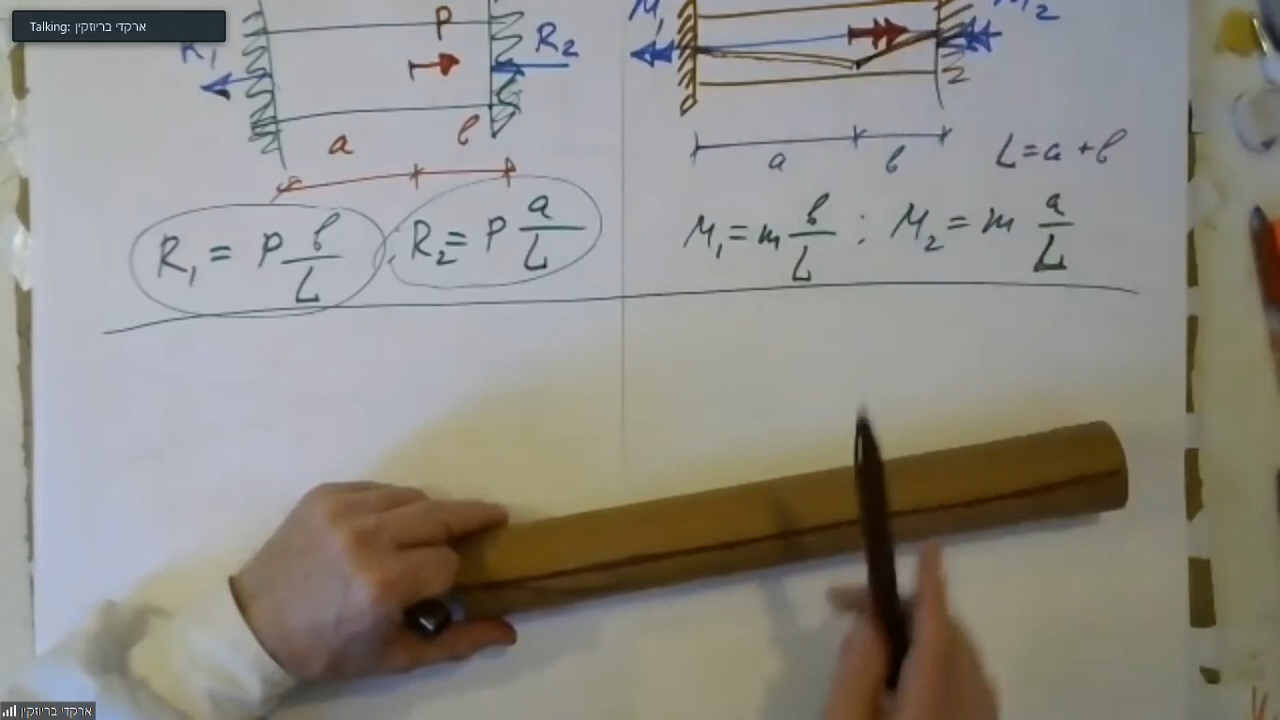 Talking: ארקדי בריוזקין
R₁
P
R₂
M₁
M₂
a
b
a
b
L=a+b
R₁ = P b/L ; R₂ = P a/L
M₁ = m b/L ; M₂ = m a/L
ארקדי בריוזקין